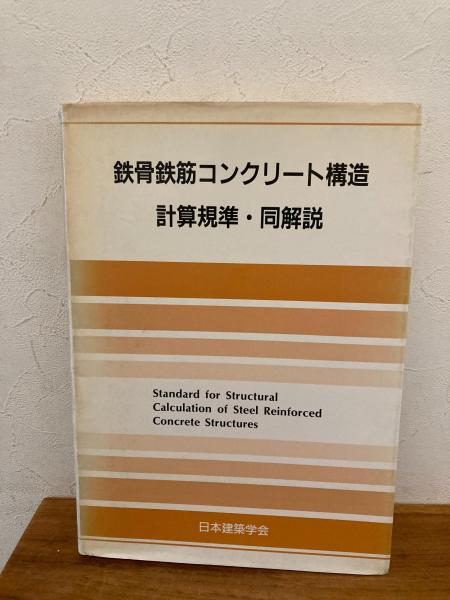 鉄骨鉄筋コンクリート構造
計算規準・同解説
Standard for Structural
Calculation of Steel Reinforced
Concrete Structures
日本建築学会